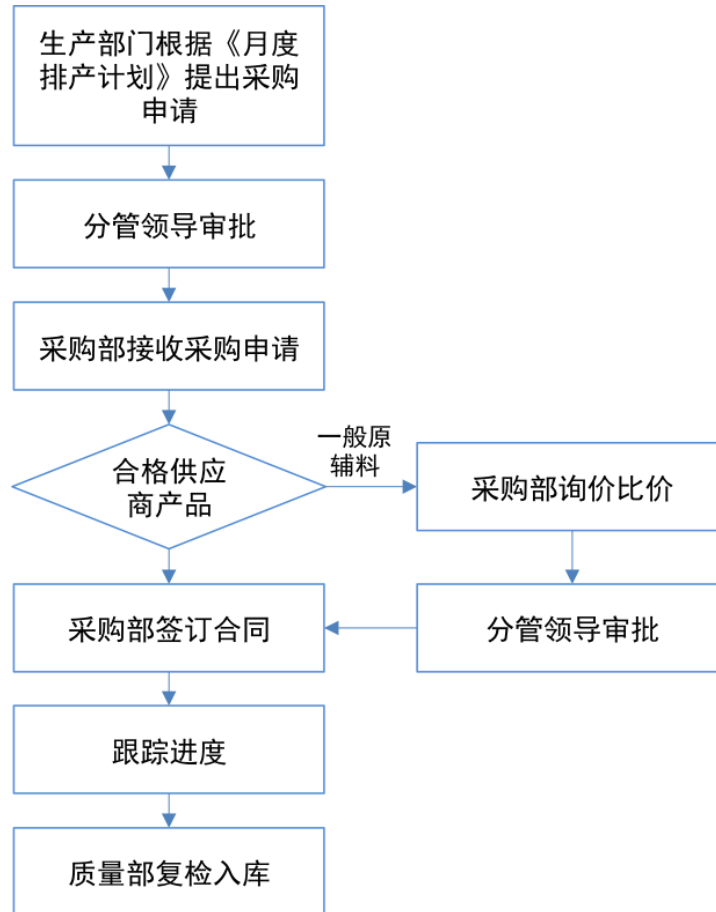 生产部门根据《月度
排产计划》提出采购
申请
分管领导审批
采购部接收采购申请
合格供应
商产品
一般原
辅料
采购部询价比价
采购部签订合同
分管领导审批
跟踪进度
质量部复检入库